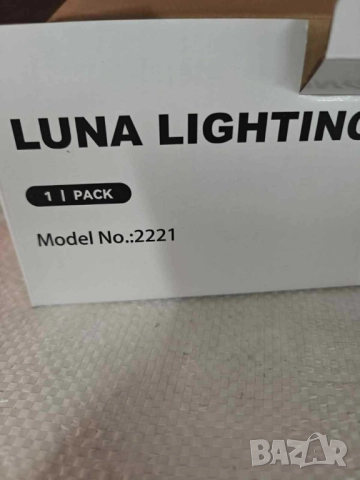 LUNA LIGHTING
1 | PACK
Model No.:2221
BAZAR